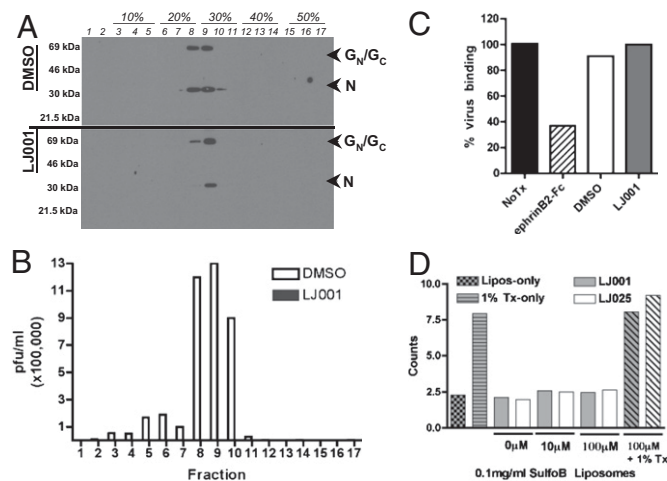 A
10% 20% 30% 40% 50%
1 2 3 4 5 6 7 8 9 10 11 12 13 14 15 16 17
DMSO
69 kDa
46 kDa
30 kDa
21.5 kDa
GN/GC
N
LJ001
69 kDa
46 kDa
30 kDa
21.5 kDa
GN/GC
N
B
pfu/ml
(x100,000)
13
11
9
7
5
3
1
DMSO
LJ001
1 2 3 4 5 6 7 8 9 10 11 12 13 14 15 16 17
Fraction
C
% virus binding
120
100
80
60
40
20
0
NoTx
ephrinB2-Fc
DMSO
LJ001
D
Lipos-only
1% Tx-only
LJ001
LJ025
Counts
10.0
7.5
5.0
2.5
0.0
0µM 10µM 100µM 100µM
+ 1% Tx
0.1mg/ml SulfoB Liposomes